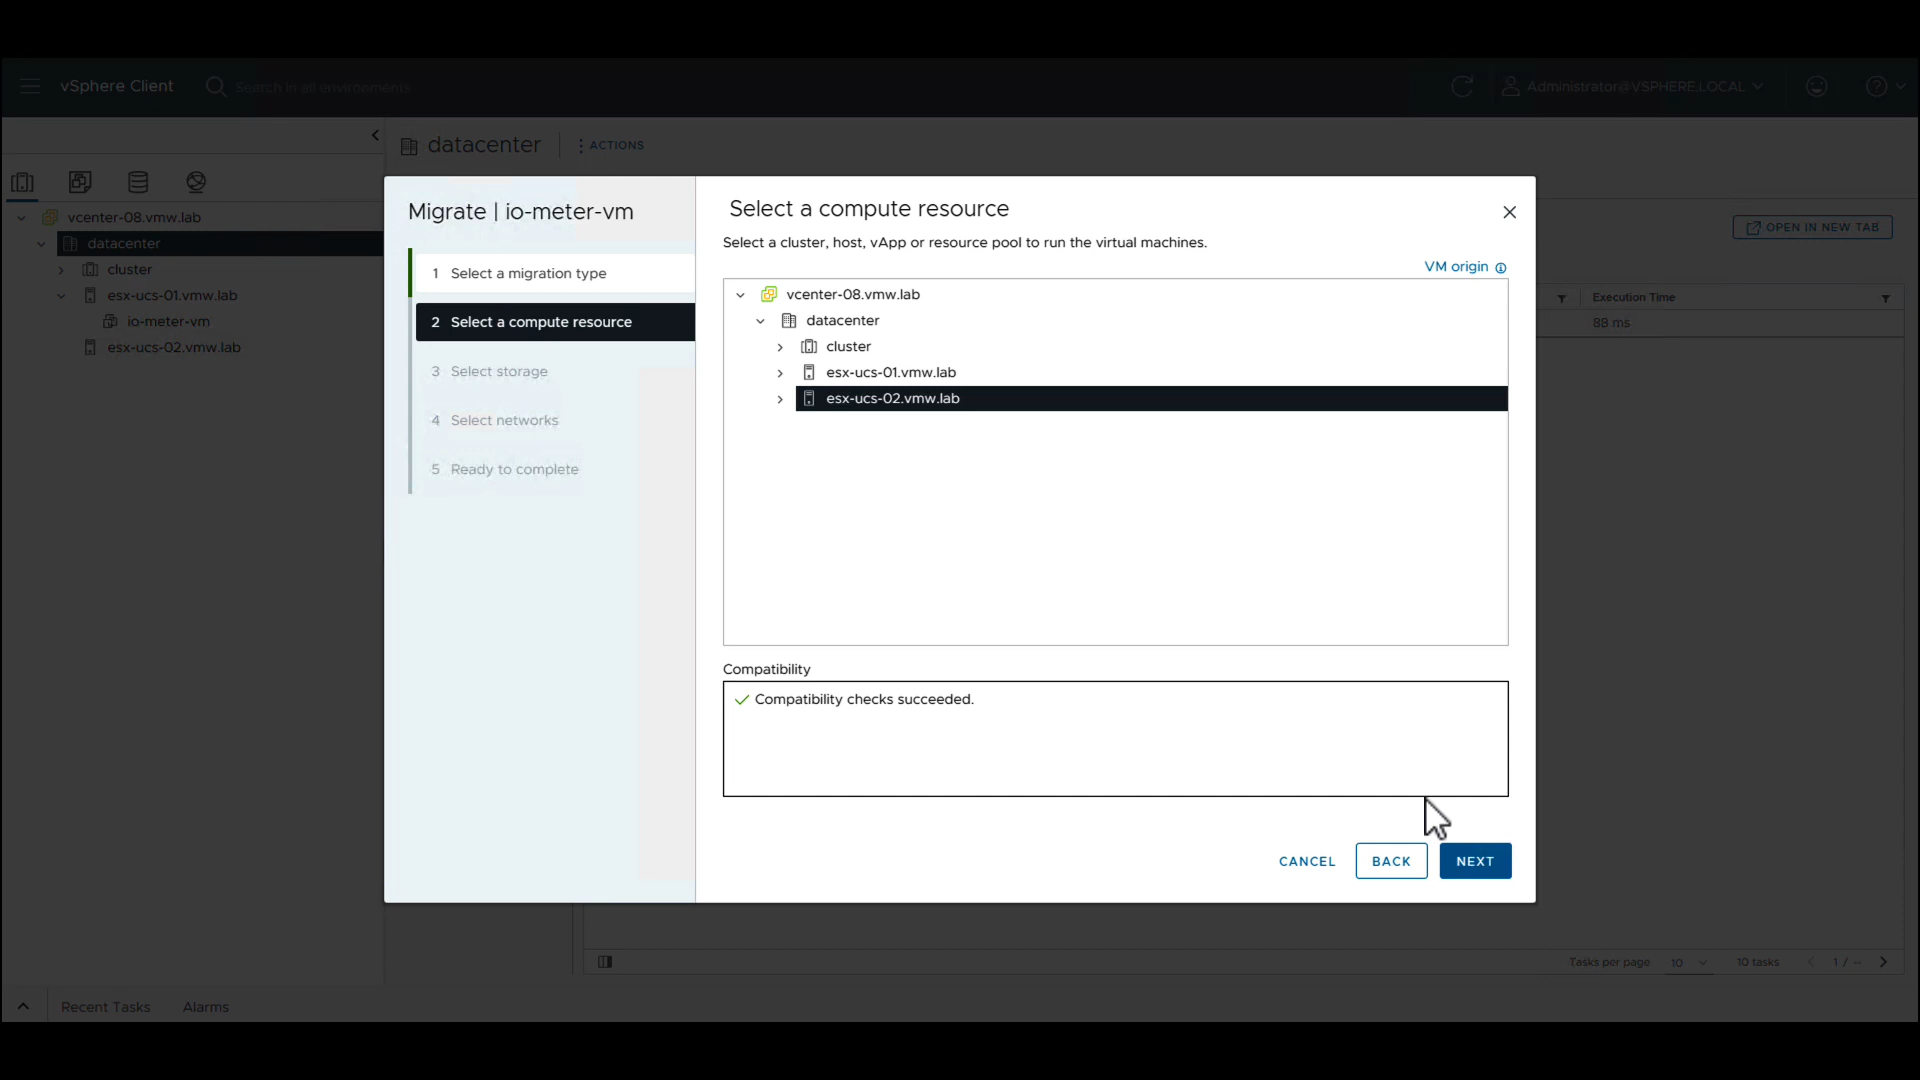 vSphere Client
Search in all environments
Administrator@VSPHERE.LOCAL
datacenter
ACTIONS
vcenter-08.vmw.lab
datacenter
cluster
esx-ucs-01.vmw.lab
io-meter-vm
esx-ucs-02.vmw.lab
OPEN IN NEW TAB
Execution Time
88 ms
Migrate | io-meter-vm
1 Select a migration type
2 Select a compute resource
3 Select storage
4 Select networks
5 Ready to complete
Select a compute resource
Select a cluster, host, vApp or resource pool to run the virtual machines.
VM origin
vcenter-08.vmw.lab
datacenter
cluster
esx-ucs-01.vmw.lab
esx-ucs-02.vmw.lab
Compatibility
Compatibility checks succeeded.
CANCEL BACK NEXT
Tasks per page 10 10 tasks 1 / --
Recent Tasks Alarms